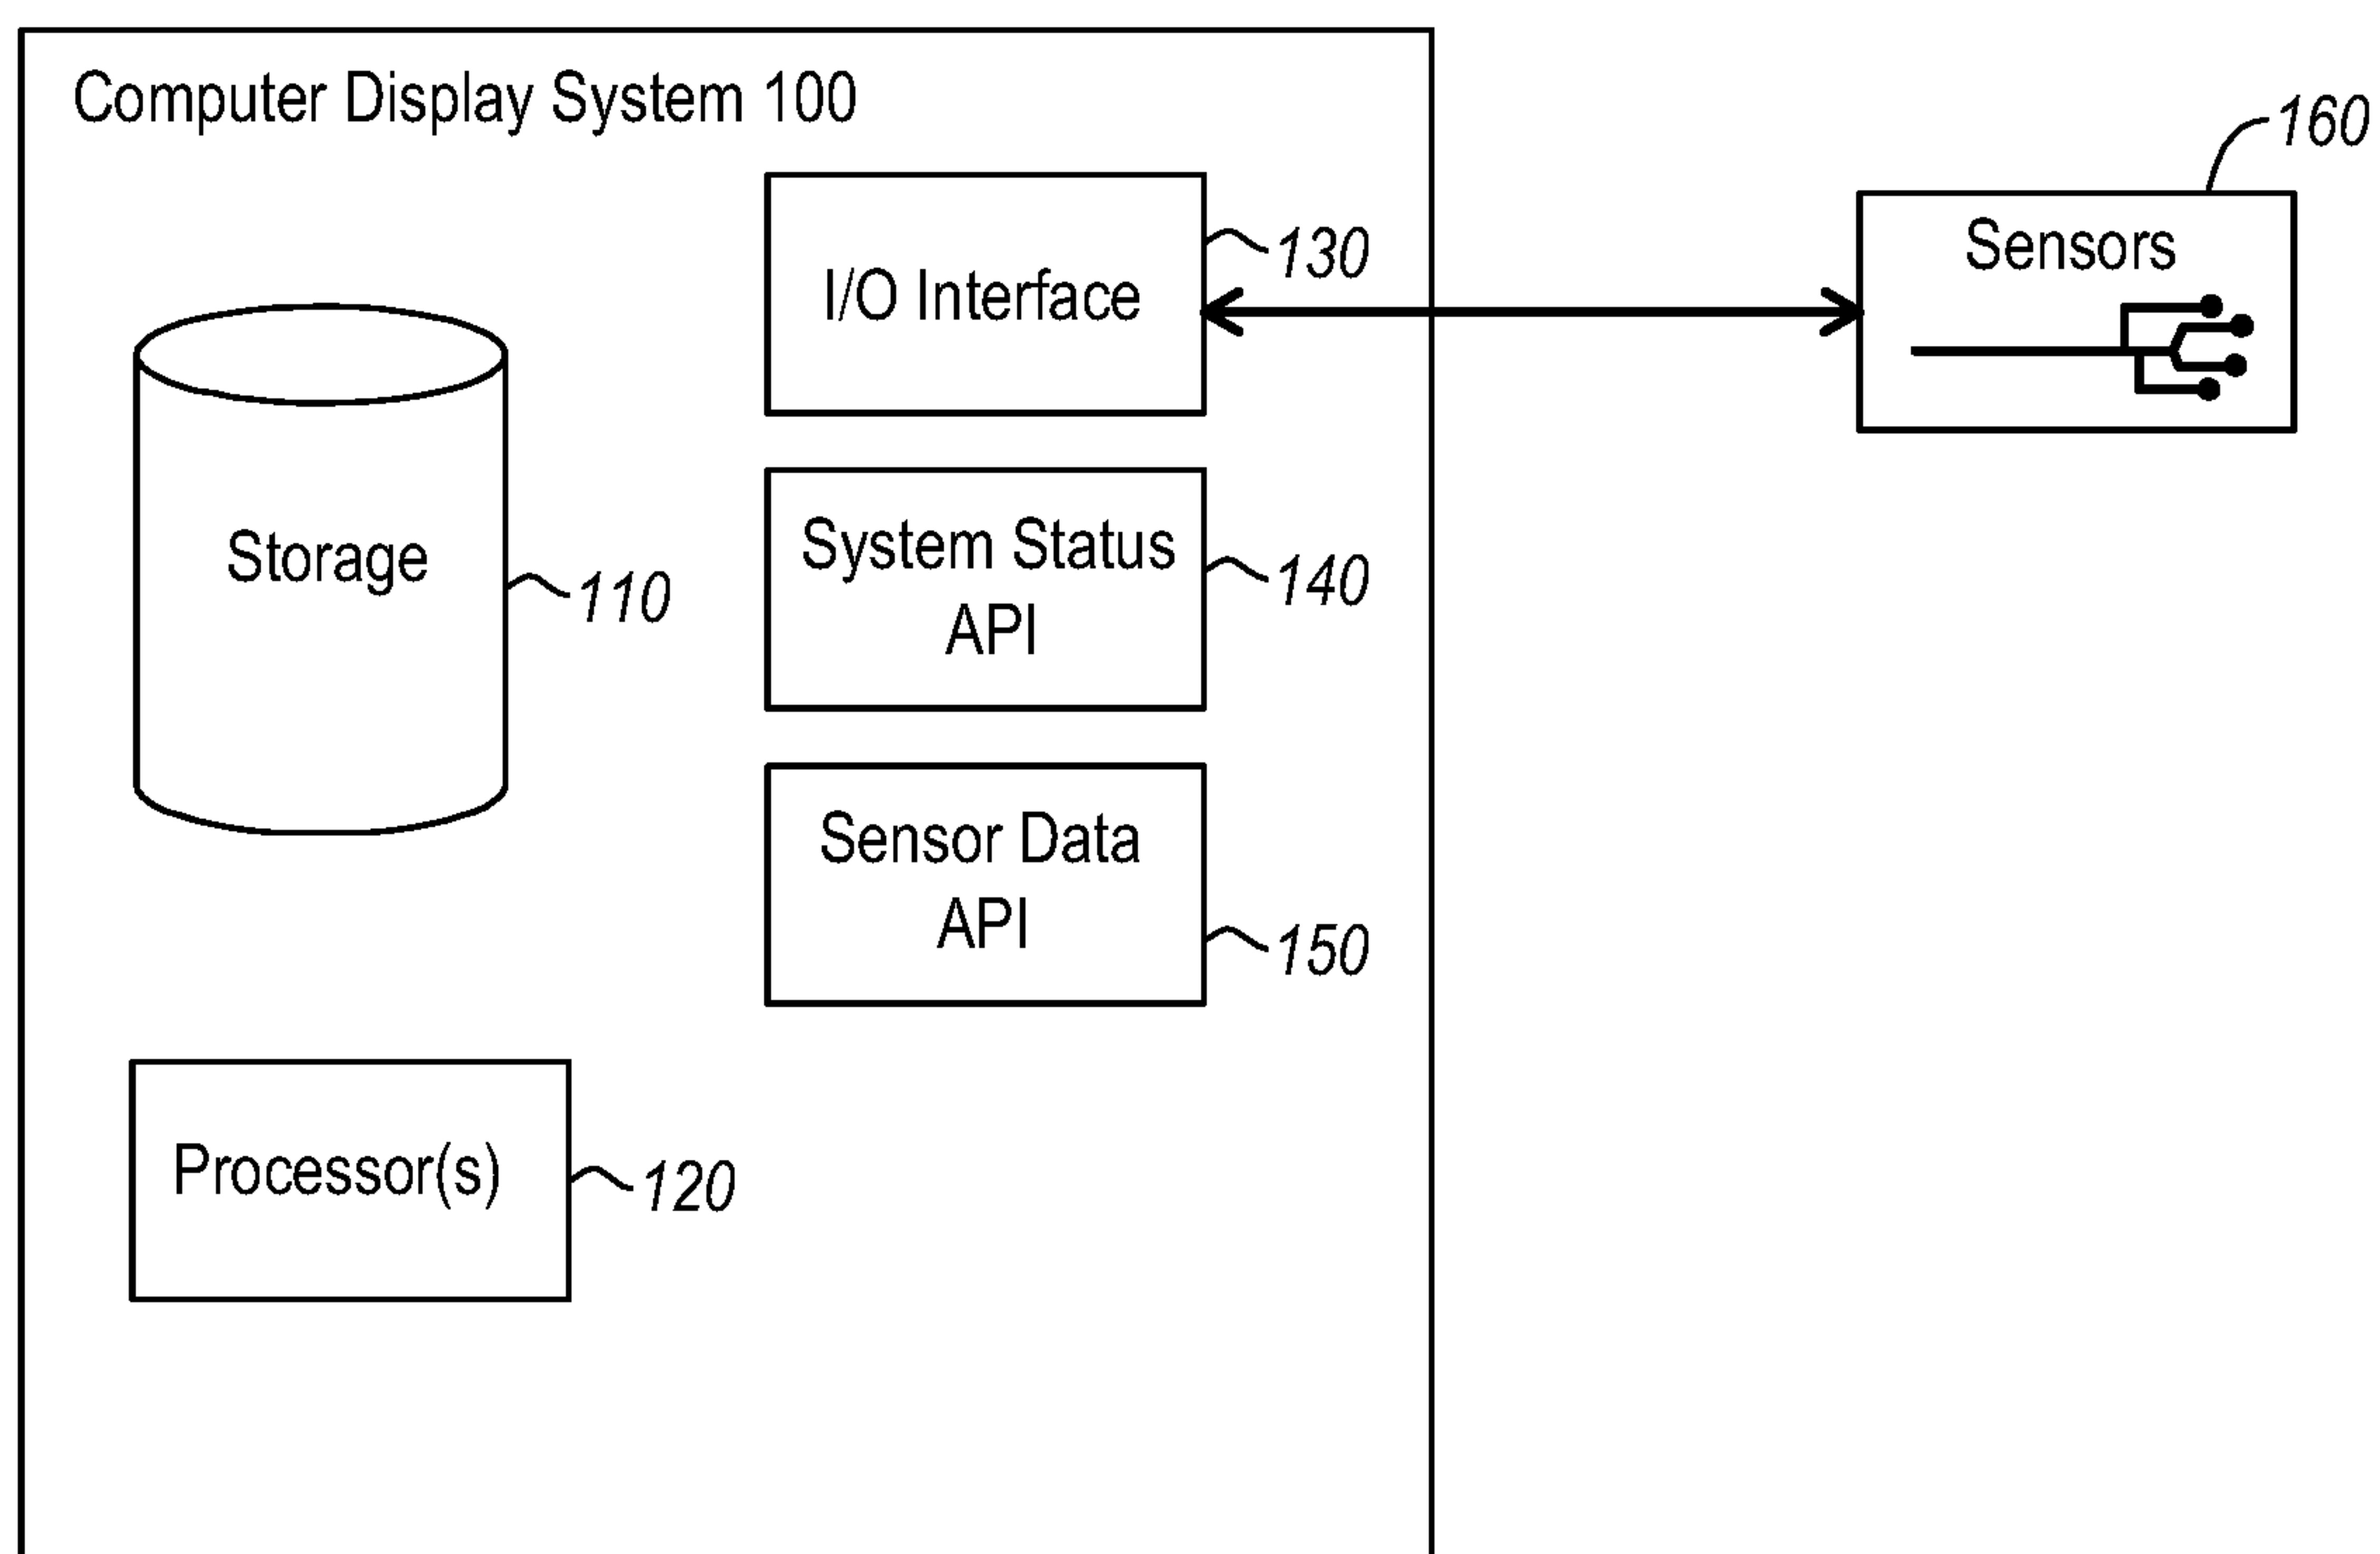 Computer Display System 100
160
Sensors
130
I/O Interface
System Status
API
140
Storage
110
Sensor Data
API
150
Processor(s)
120